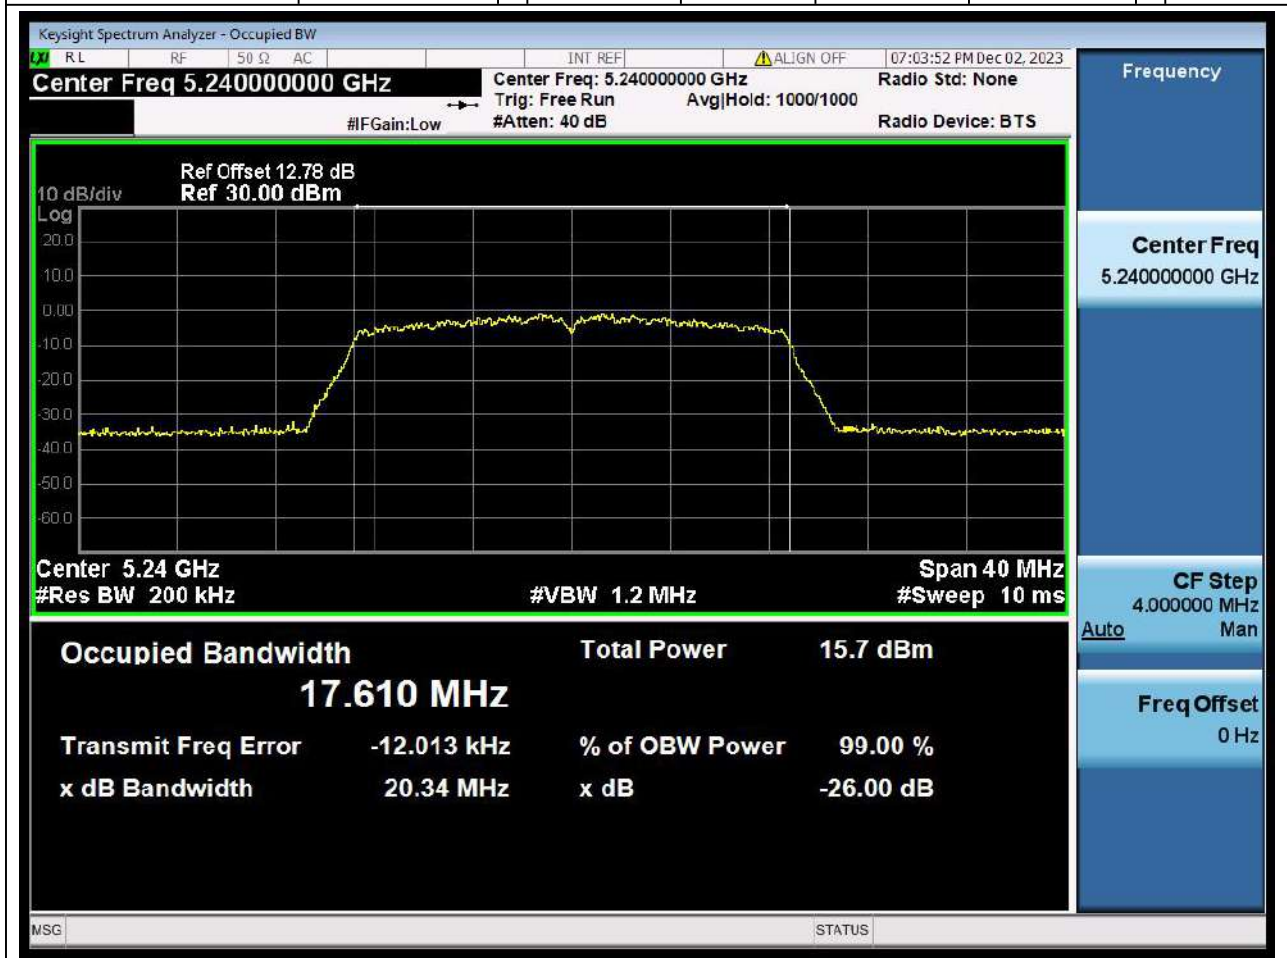 Keysight Spectrum Analyzer - Occupied BW
LXI RL RF 50 Ω AC INT REF ALIGN OFF 07:03:52 PM Dec 02, 2023
Center Freq 5.240000000 GHz
Center Freq: 5.240000000 GHz Radio Std: None
Trig: Free Run Avg|Hold: 1000/1000
#IFGain:Low #Atten: 40 dB Radio Device: BTS
Ref Offset 12.78 dB
10 dB/div Ref 30.00 dBm
Log
20.0
10.0
0.00
-10.0
-20.0
-30.0
-40.0
-50.0
-60.0
Center 5.24 GHz Span 40 MHz
#Res BW 200 kHz #VBW 1.2 MHz #Sweep 10 ms
Occupied Bandwidth Total Power 15.7 dBm
17.610 MHz
Transmit Freq Error -12.013 kHz % of OBW Power 99.00 %
x dB Bandwidth 20.34 MHz x dB -26.00 dB
MSG STATUS
Frequency
Center Freq
5.240000000 GHz
CF Step
4.000000 MHz
Auto Man
Freq Offset
0 Hz